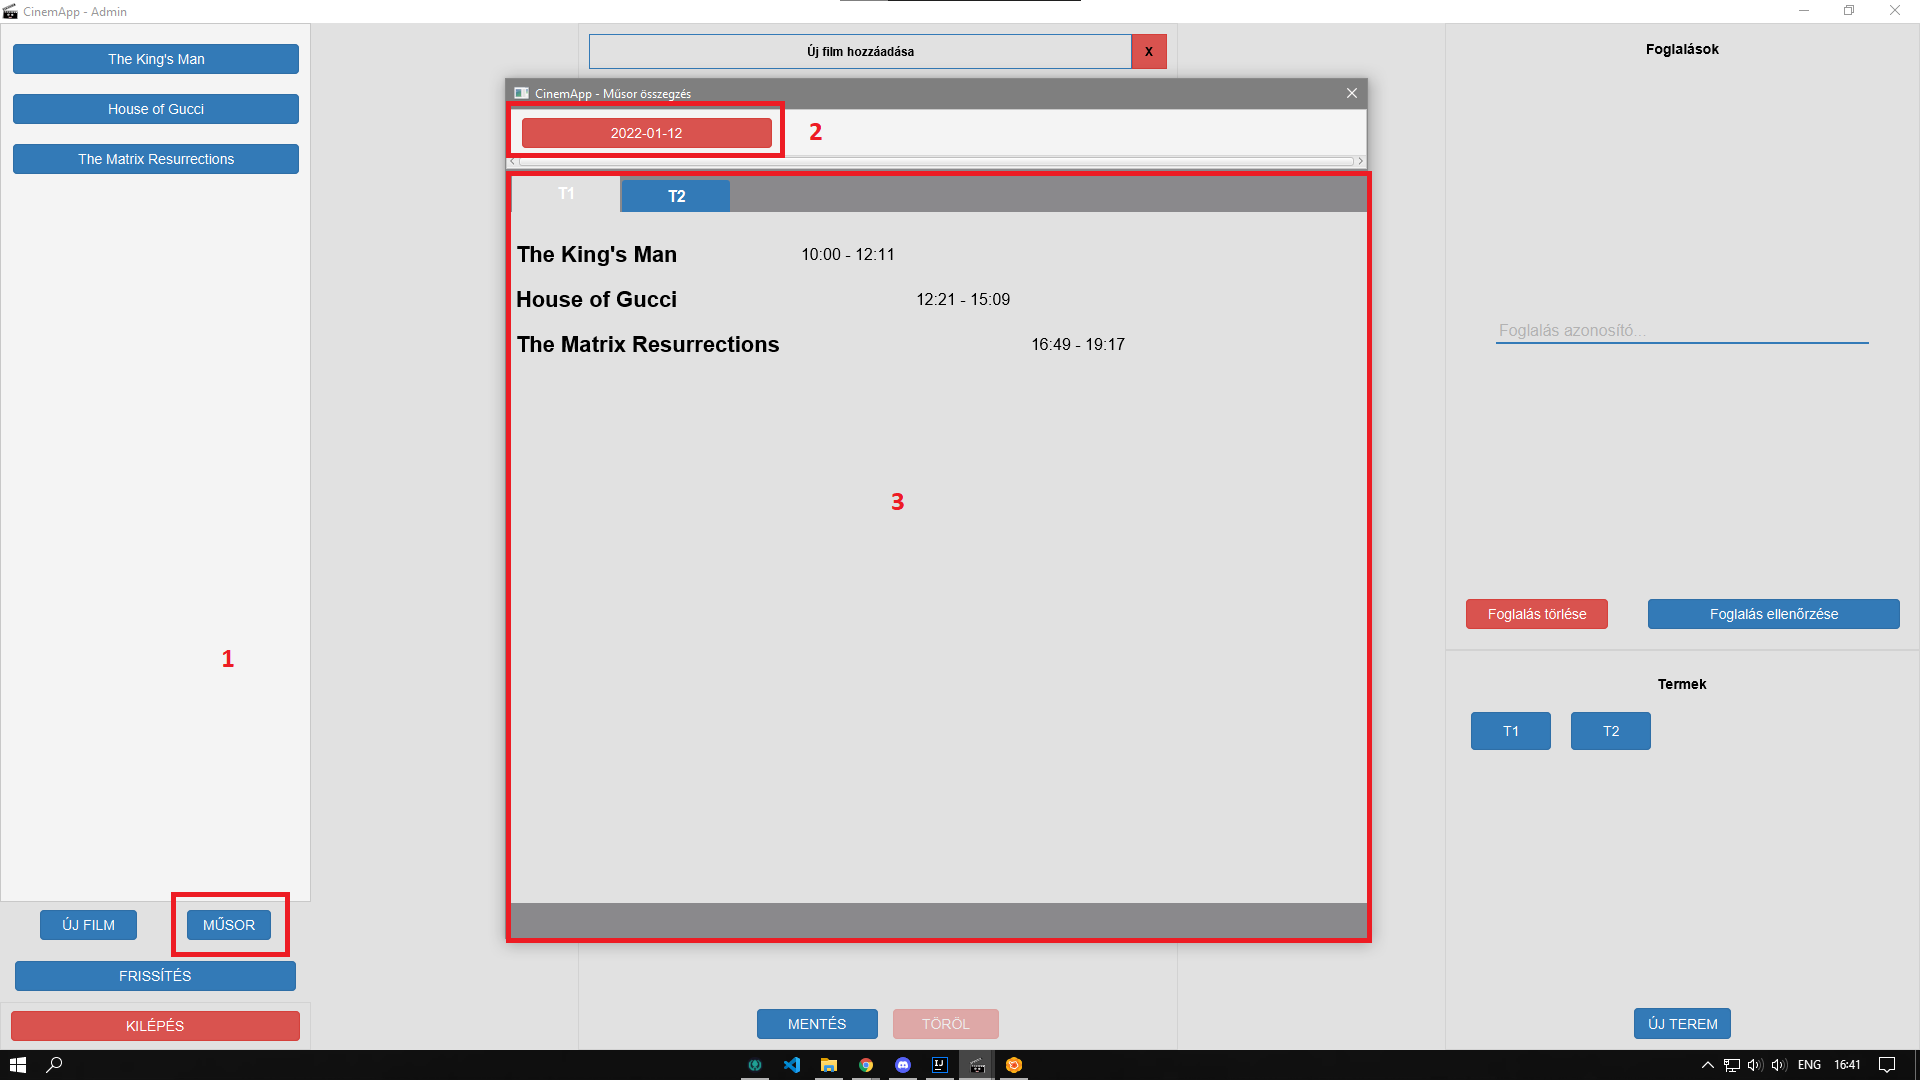 CinemApp - Admin
The King's Man
House of Gucci
The Matrix Resurrections
1
ÚJ FILM
MŰSOR
FRISSÍTÉS
KILÉPÉS
Új film hozzáadása
X
CinemApp - Műsor összegzés
2022-01-12
2
T1
T2
The King's Man
10:00 - 12:11
House of Gucci
12:21 - 15:09
The Matrix Resurrections
16:49 - 19:17
3
MENTÉS
TÖRÖL
Foglalások
Foglalás azonosító...
Foglalás törlése
Foglalás ellenőrzése
Termek
T1
T2
ÚJ TEREM
IJ
ENG
16:41